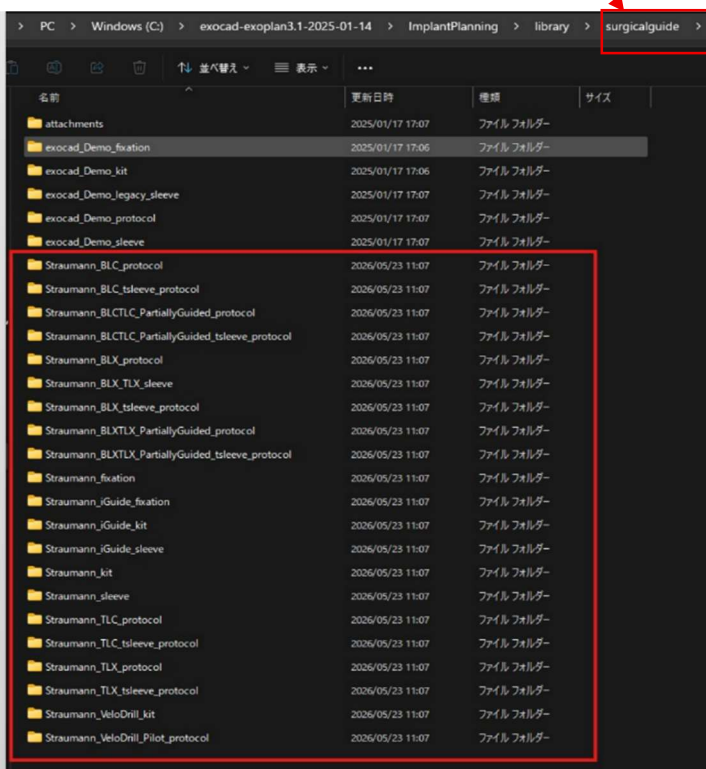 > PC > Windows (C:) > exocad-exoplan3.1-2025-01-14 > ImplantPlanning > library > surgicalguide >
並べ替え 表示 ...
名前 更新日時 種類 サイズ
attachments 2025/01/17 17:07 ファイル フォルダー
exocad_Demo_fixation 2025/01/17 17:06 ファイル フォルダー
exocad_Demo_kit 2025/01/17 17:06 ファイル フォルダー
exocad_Demo_legacy_sleeve 2025/01/17 17:07 ファイル フォルダー
exocad_Demo_protocol 2025/01/17 17:06 ファイル フォルダー
exocad_Demo_sleeve 2025/01/17 17:07 ファイル フォルダー
Straumann_BLC_protocol 2026/05/23 11:07 ファイル フォルダー
Straumann_BLC_tsleeve_protocol 2026/05/23 11:07 ファイル フォルダー
Straumann_BLCTLC_PartiallyGuided_protocol 2026/05/23 11:07 ファイル フォルダー
Straumann_BLCTLC_PartiallyGuided_tsleeve_protocol 2026/05/23 11:07 ファイル フォルダー
Straumann_BLX_protocol 2026/05/23 11:07 ファイル フォルダー
Straumann_BLX_TLX_sleeve 2026/05/23 11:07 ファイル フォルダー
Straumann_BLX_tsleeve_protocol 2026/05/23 11:07 ファイル フォルダー
Straumann_BLXTLX_PartiallyGuided_protocol 2026/05/23 11:07 ファイル フォルダー
Straumann_BLXTLX_PartiallyGuided_tsleeve_protocol 2026/05/23 11:07 ファイル フォルダー
Straumann_fixation 2026/05/23 11:07 ファイル フォルダー
Straumann_iGuide_fixation 2026/05/23 11:07 ファイル フォルダー
Straumann_iGuide_kit 2026/05/23 11:07 ファイル フォルダー
Straumann_iGuide_sleeve 2026/05/23 11:07 ファイル フォルダー
Straumann_kit 2026/05/23 11:07 ファイル フォルダー
Straumann_sleeve 2026/05/23 11:07 ファイル フォルダー
Straumann_TLC_protocol 2026/05/23 11:07 ファイル フォルダー
Straumann_TLC_tsleeve_protocol 2026/05/23 11:07 ファイル フォルダー
Straumann_TLX_protocol 2026/05/23 11:07 ファイル フォルダー
Straumann_TLX_tsleeve_protocol 2026/05/23 11:07 ファイル フォルダー
Straumann_VeloDrill_kit 2026/05/23 11:07 ファイル フォルダー
Straumann_VeloDrill_Pilot_protocol 2026/05/23 11:07 ファイル フォルダー